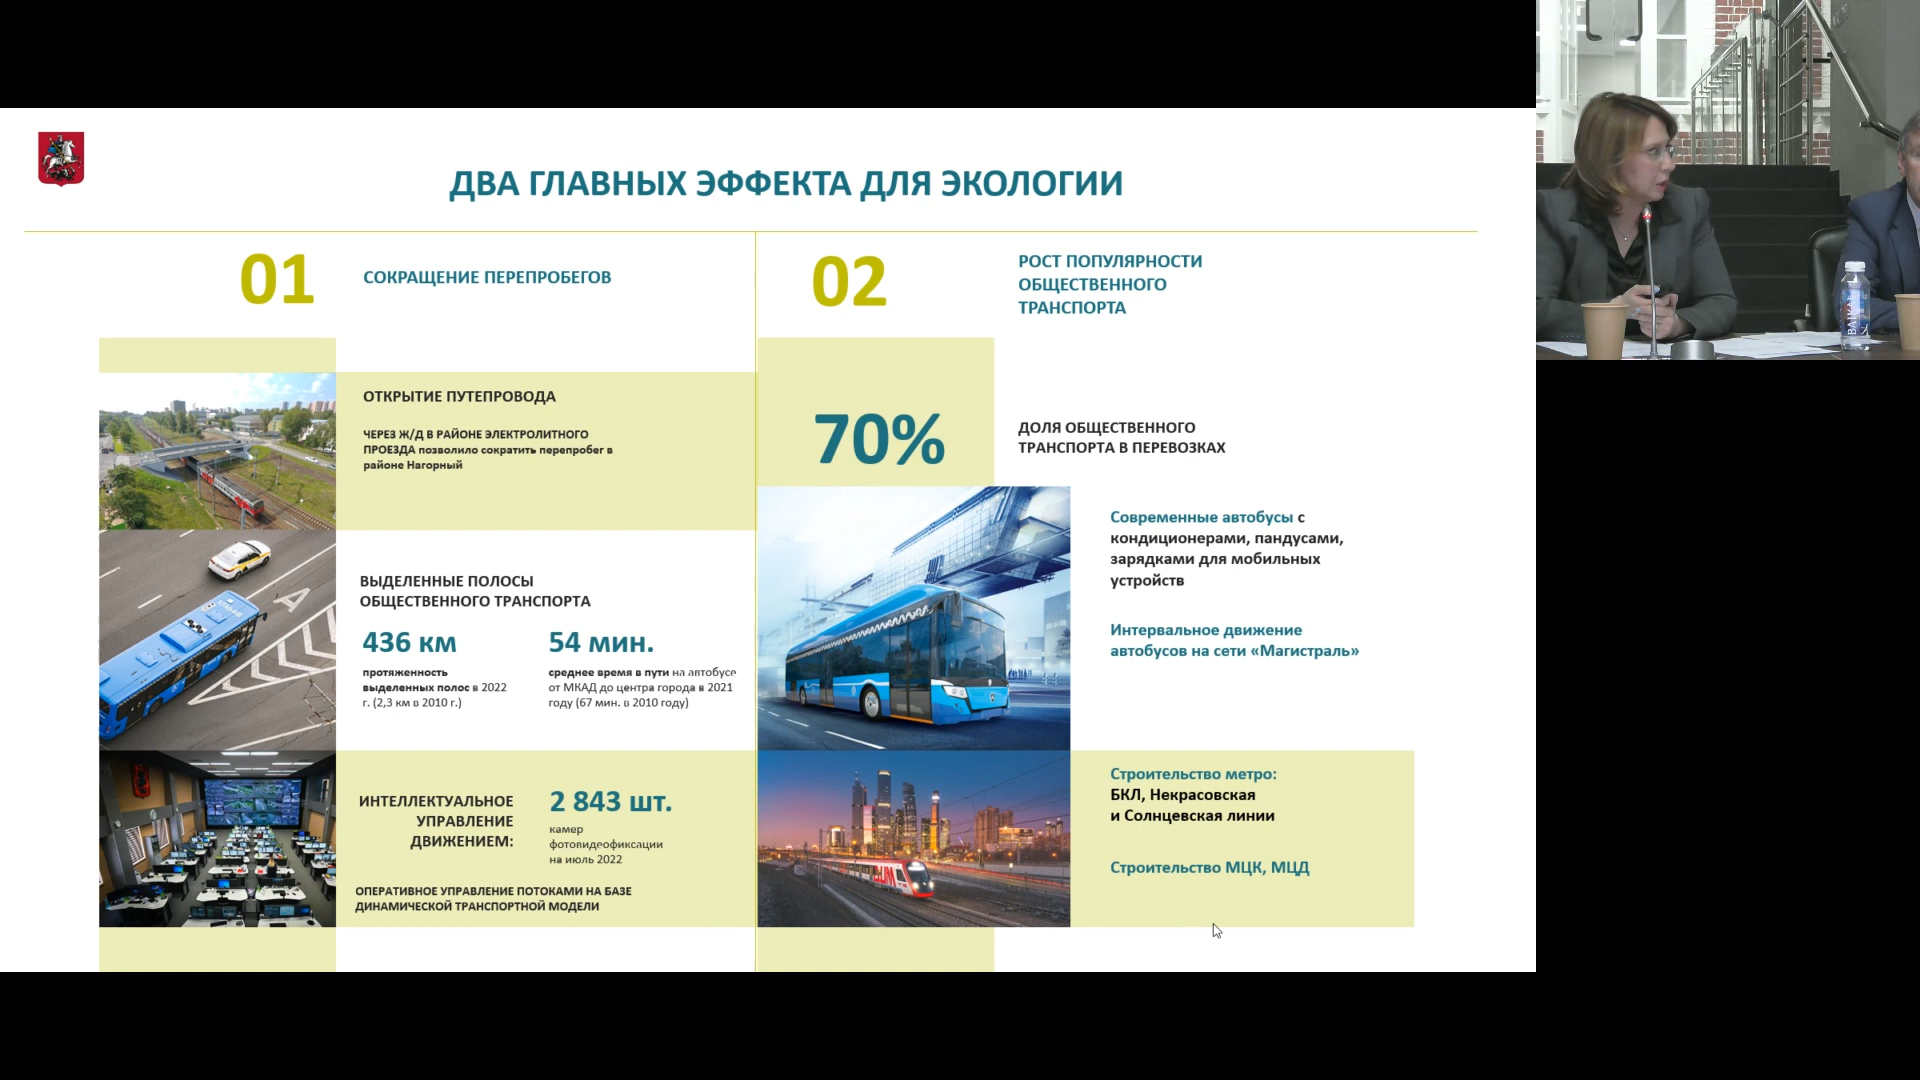 ДВА ГЛАВНЫХ ЭФФЕКТА ДЛЯ ЭКОЛОГИИ
01
СОКРАЩЕНИЕ ПЕРЕПРОБЕГОВ
ОТКРЫТИЕ ПУТЕПРОВОДА
ЧЕРЕЗ Ж/Д В РАЙОНЕ ЭЛЕКТРОЛИТНОГО
ПРОЕЗДА позволило сократить перепробег в
районе Нагорный
ВЫДЕЛЕННЫЕ ПОЛОСЫ
ОБЩЕСТВЕННОГО ТРАНСПОРТА
436 км
протяженность
выделенных полос в 2022
г. (2,3 км в 2010 г.)
54 мин.
среднее время в пути на автобусе
от МКАД до центра города в 2021
году (67 мин. в 2010 году)
ИНТЕЛЛЕКТУАЛЬНОЕ
УПРАВЛЕНИЕ
ДВИЖЕНИЕМ:
2 843 шт.
камер
фотовидеофиксации
на июль 2022
ОПЕРАТИВНОЕ УПРАВЛЕНИЕ ПОТОКАМИ НА БАЗЕ
ДИНАМИЧЕСКОЙ ТРАНСПОРТНОЙ МОДЕЛИ
02
РОСТ ПОПУЛЯРНОСТИ
ОБЩЕСТВЕННОГО
ТРАНСПОРТА
70%
ДОЛЯ ОБЩЕСТВЕННОГО
ТРАНСПОРТА В ПЕРЕВОЗКАХ
Современные автобусы с
кондиционерами, пандусами,
зарядками для мобильных
устройств
Интервальное движение
автобусов на сети «Магистраль»
Строительство метро:
БКЛ, Некрасовская
и Солнцевская линии
Строительство МЦК, МЦД